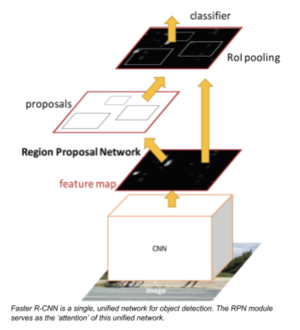 classifier
RoI pooling
proposals
Region Proposal Network
feature map
CNN
image
Faster R-CNN is a single, unified network for object detection. The RPN module
serves as the 'attention' of this unified network.